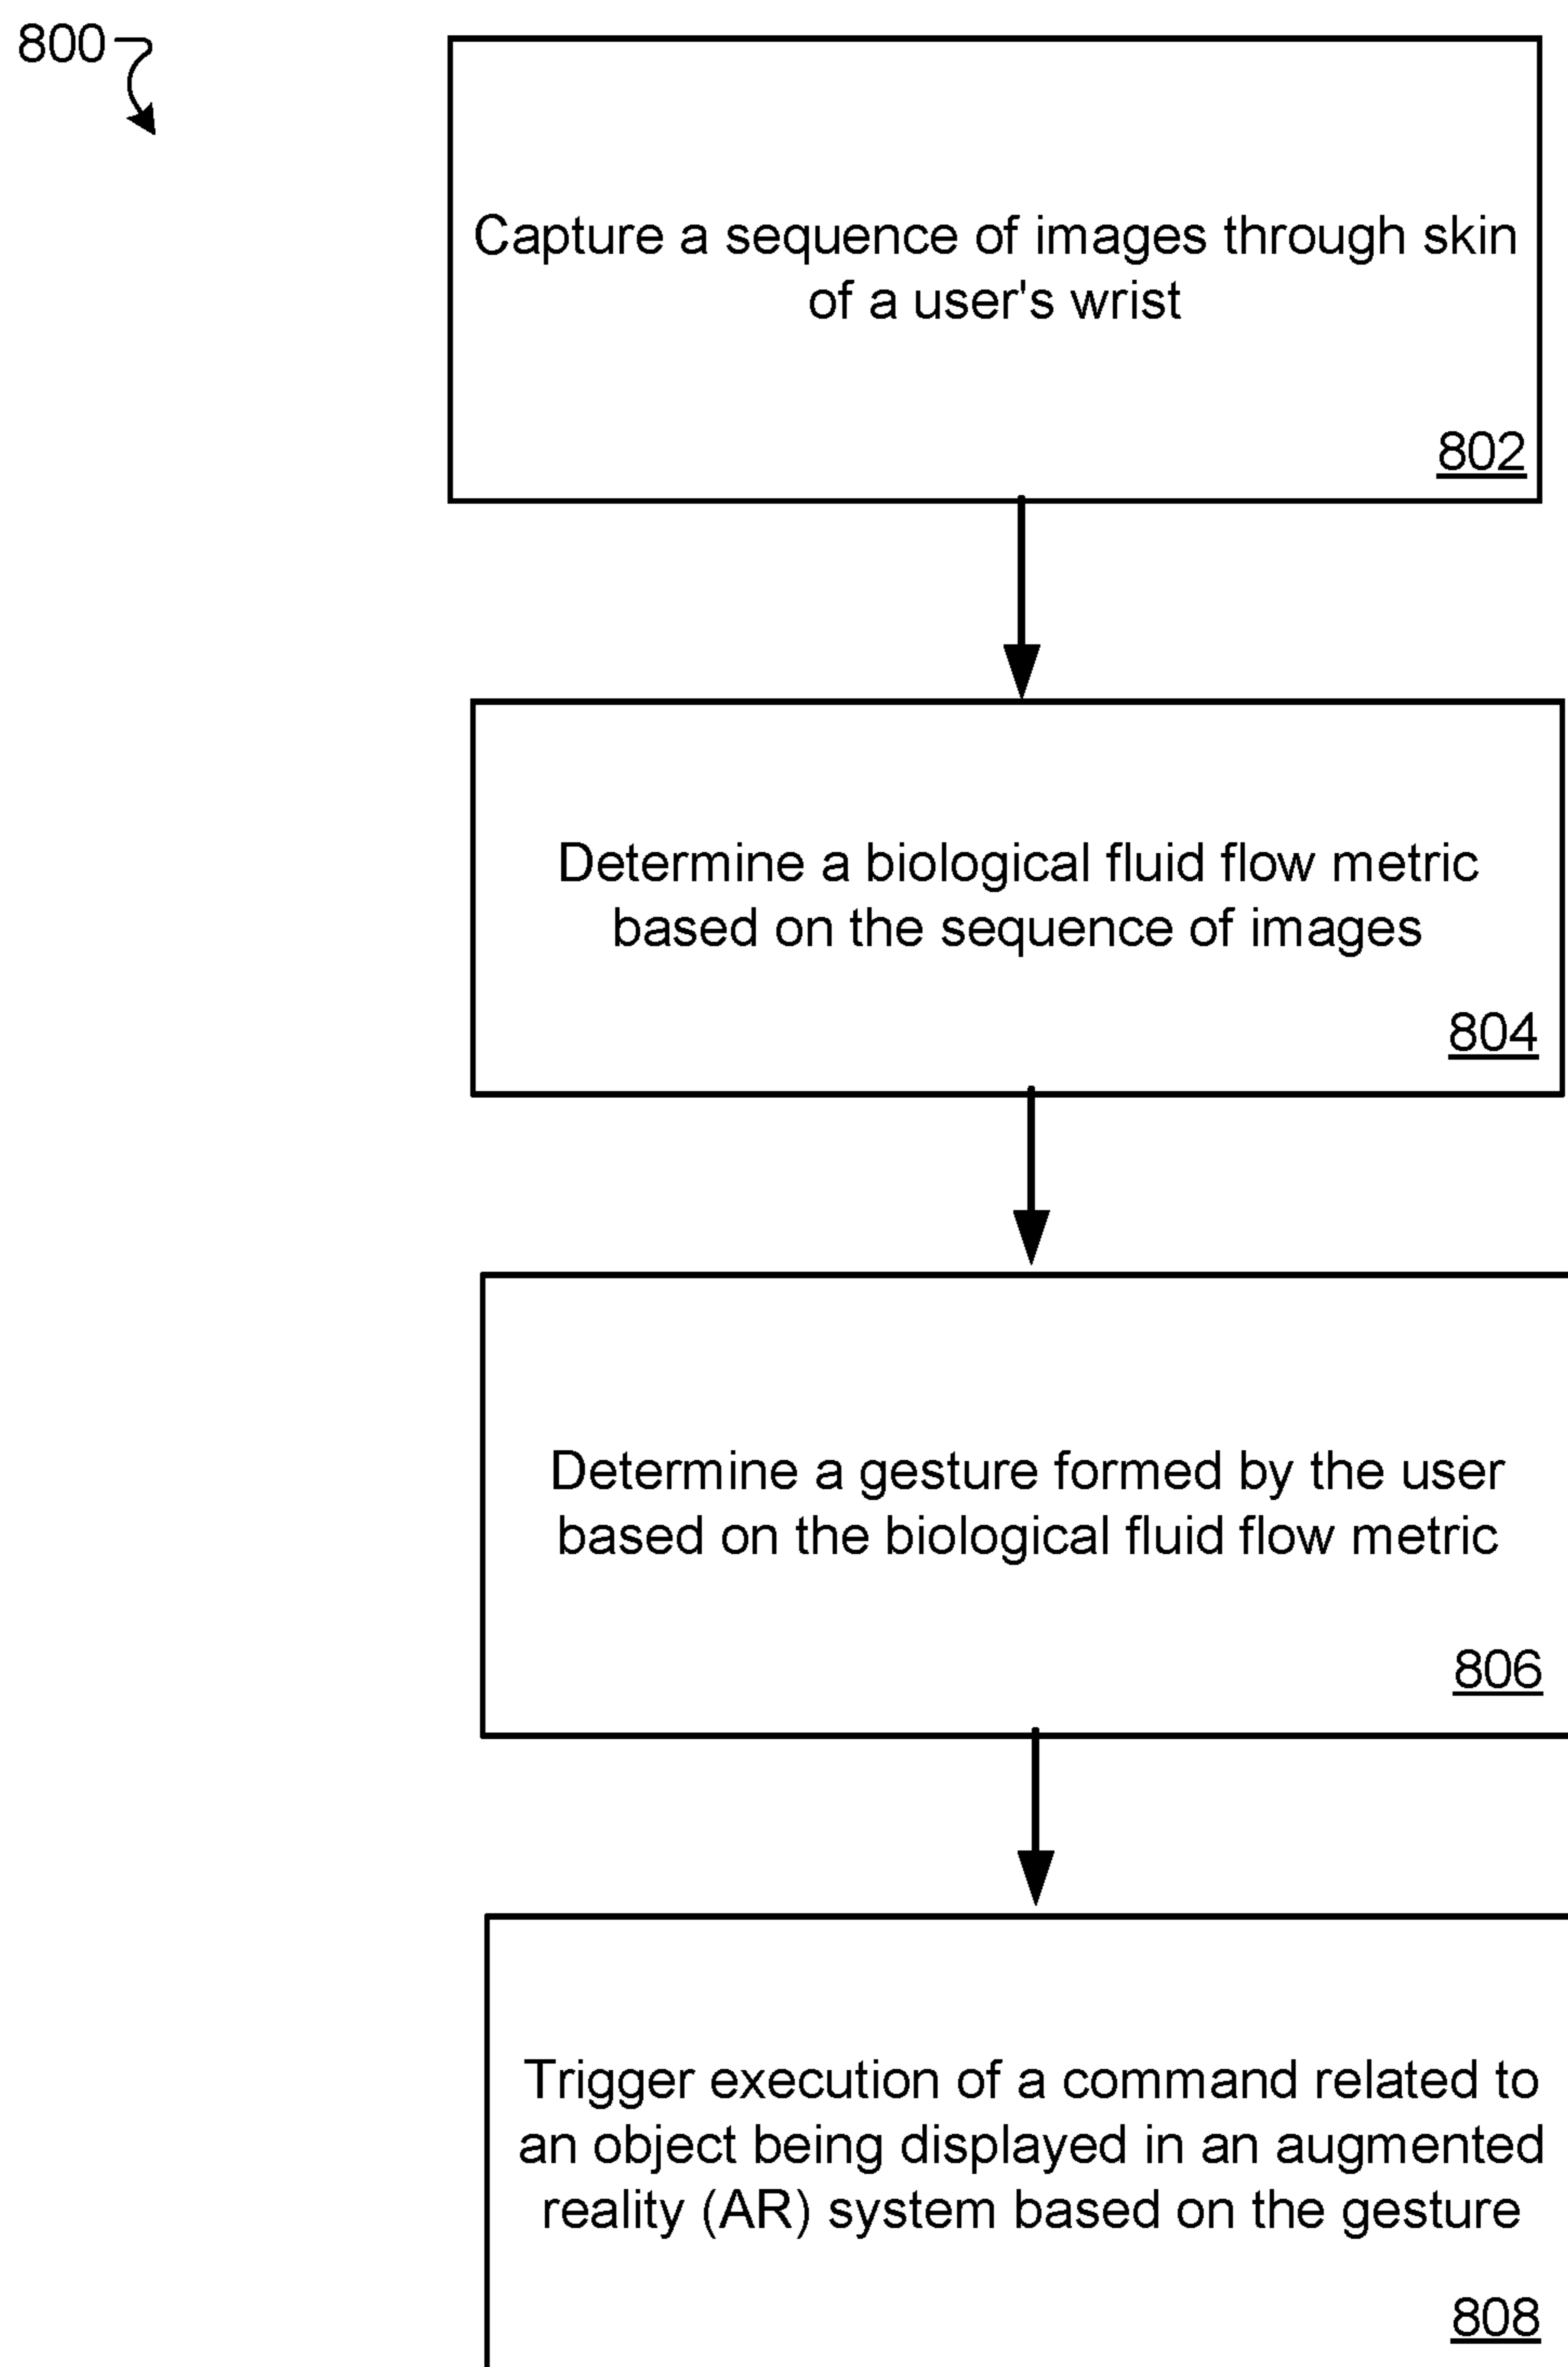 800
Capture a sequence of images through skin
of a user's wrist
802
Determine a biological fluid flow metric
based on the sequence of images
804
Determine a gesture formed by the user
based on the biological fluid flow metric
806
Trigger execution of a command related to
an object being displayed in an augmented
reality (AR) system based on the gesture
808